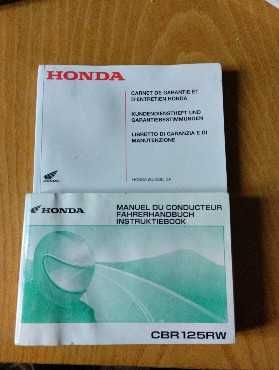 HONDA
CARNET DE GARANTIE ET
D'ENTRETIEN HONDA
KUNDENDIENSTHEFT UND
GARANTIEBESTIMMUNGEN
LIBRETTO DI GARANZIA E DI
MANUTENZIONE
HONDA
HONDA
MANUEL DU CONDUCTEUR
FAHRERHANDBUCH
INSTRUKTIEBOEK
CBR125RW